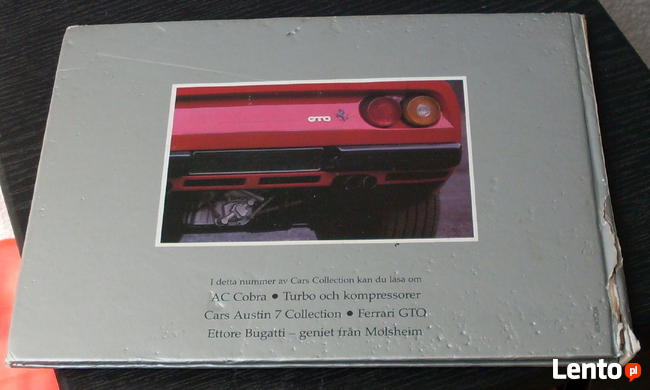 GTO
I detta nummer av Cars Collection kan du läsa om
AC Cobra • Turbo och kompressorer
Cars Austin 7 Collection • Ferrari GTO
Ettore Bugatti – geniet från Molsheim
Lento.pl